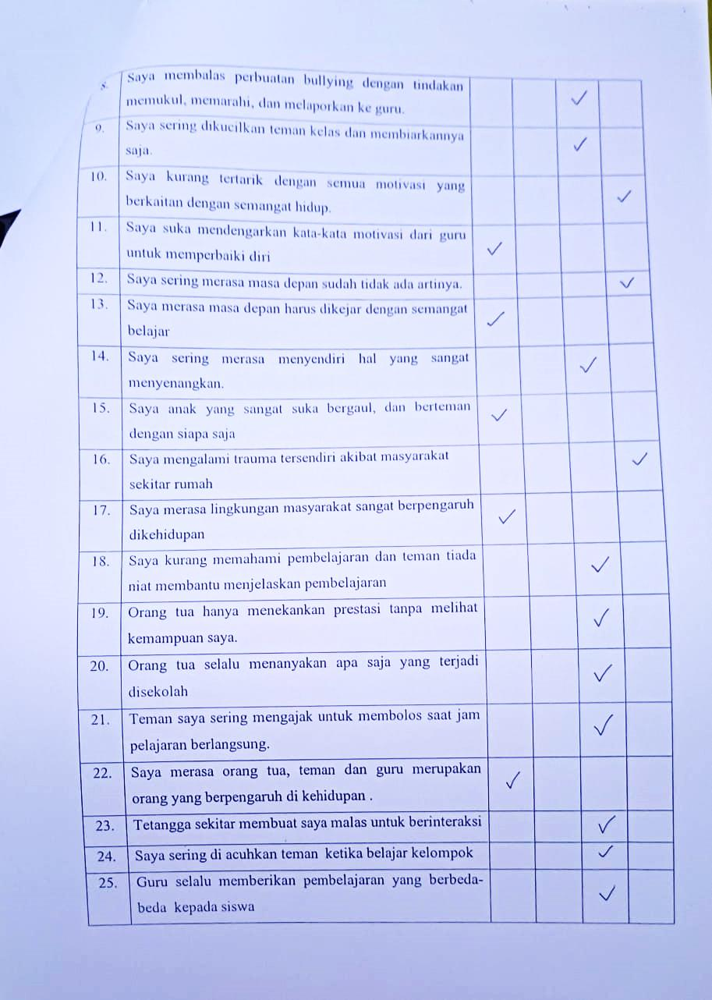 8. Saya membalas perbuatan bullying dengan tindakan ✓
memukul, memarahi, dan melaporkan ke guru.
9. Saya sering dikucilkan teman kelas dan membiarkannya ✓
saja.
10. Saya kurang tertarik dengan semua motivasi yang ✓
berkaitan dengan semangat hidup.
11. Saya suka mendengarkan kata-kata motivasi dari guru ✓
untuk memperbaiki diri
12. Saya sering merasa masa depan sudah tidak ada artinya. ✓
13. Saya merasa masa depan harus dikejar dengan semangat ✓
belajar
14. Saya sering merasa menyendiri hal yang sangat ✓
menyenangkan.
15. Saya anak yang sangat suka bergaul, dan berteman ✓
dengan siapa saja
16. Saya mengalami trauma tersendiri akibat masyarakat ✓
sekitar rumah
17. Saya merasa lingkungan masyarakat sangat berpengaruh ✓
dikehidupan
18. Saya kurang memahami pembelajaran dan teman tiada ✓
niat membantu menjelaskan pembelajaran
19. Orang tua hanya menekankan prestasi tanpa melihat ✓
kemampuan saya.
20. Orang tua selalu menanyakan apa saja yang terjadi ✓
disekolah
21. Teman saya sering mengajak untuk membolos saat jam ✓
pelajaran berlangsung.
22. Saya merasa orang tua, teman dan guru merupakan ✓
orang yang berpengaruh di kehidupan .
23. Tetangga sekitar membuat saya malas untuk berinteraksi ✓
24. Saya sering di acuhkan teman ketika belajar kelompok ✓
25. Guru selalu memberikan pembelajaran yang berbeda- ✓
beda kepada siswa